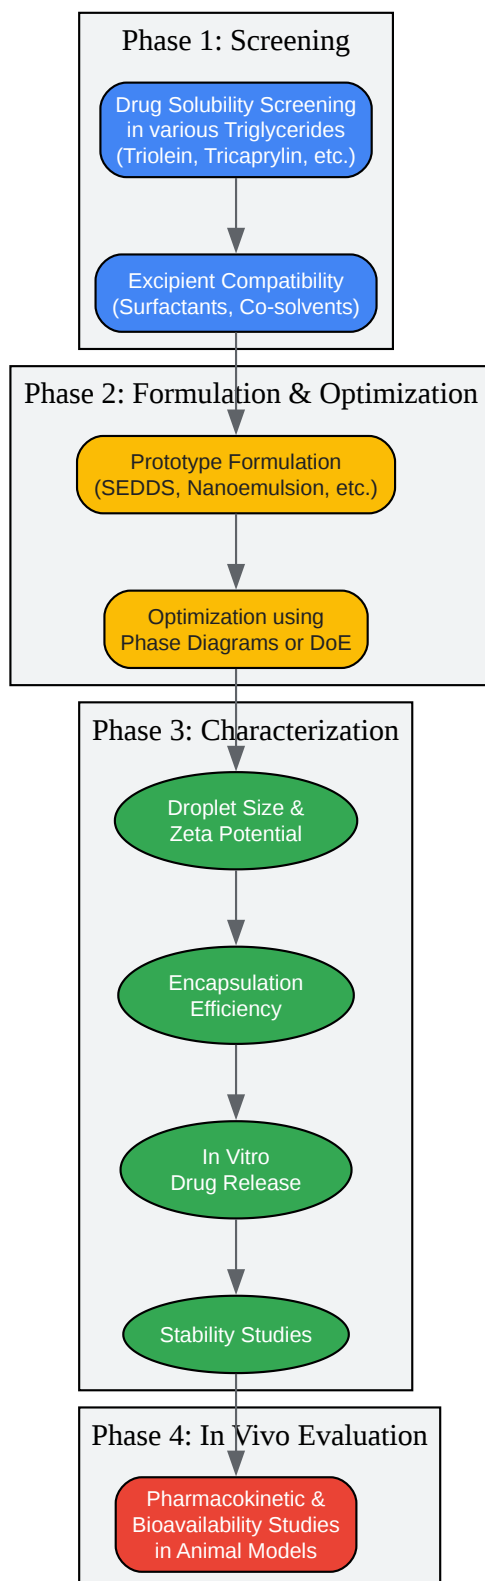 Phase 1: Screening
Drug Solubility Screening
in various Triglycerides
(Triolein, Tricaprylin, etc.)
Excipient Compatibility
(Surfactants, Co-solvents)
Phase 2: Formulation & Optimization
Prototype Formulation
(SEDDS, Nanoemulsion, etc.)
Optimization using
Phase Diagrams or DoE
Phase 3: Characterization
Droplet Size &
Zeta Potential
Encapsulation
Efficiency
In Vitro
Drug Release
Stability Studies
Phase 4: In Vivo Evaluation
Pharmacokinetic &
Bioavailability Studies
in Animal Models